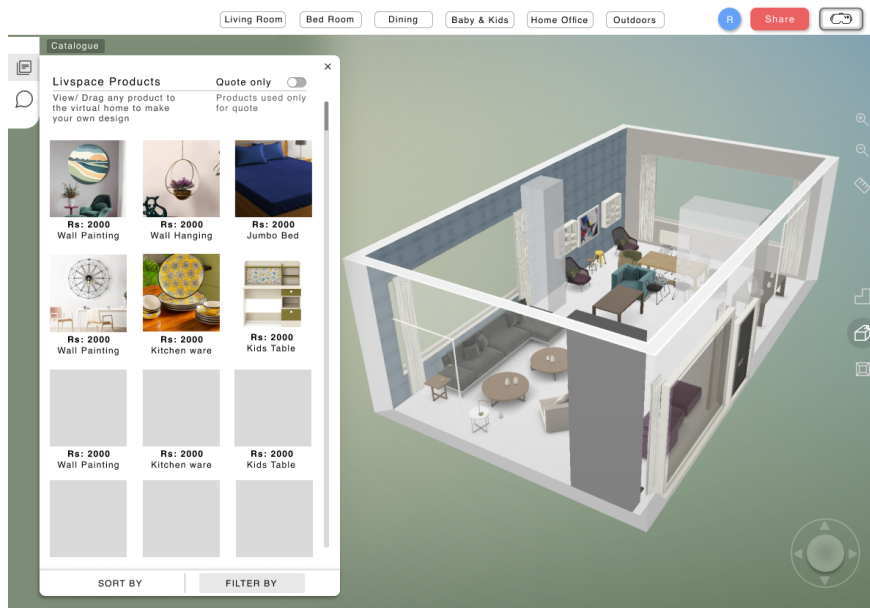 Living Room
Bed Room
Dining
Baby & Kids
Home Office
Outdoors
R
Share
Catalogue
Livspace Products
Quote only
View/ Drag any product to
the virtual home to make
your own design
Products used only
for quote
Rs: 2000
Wall Painting
Rs: 2000
Wall Hanging
Rs: 2000
Jumbo Bed
Rs: 2000
Wall Painting
Rs: 2000
Kitchen ware
Rs: 2000
Kids Table
Rs: 2000
Wall Painting
Rs: 2000
Kitchen ware
Rs: 2000
Kids Table
SORT BY
FILTER BY